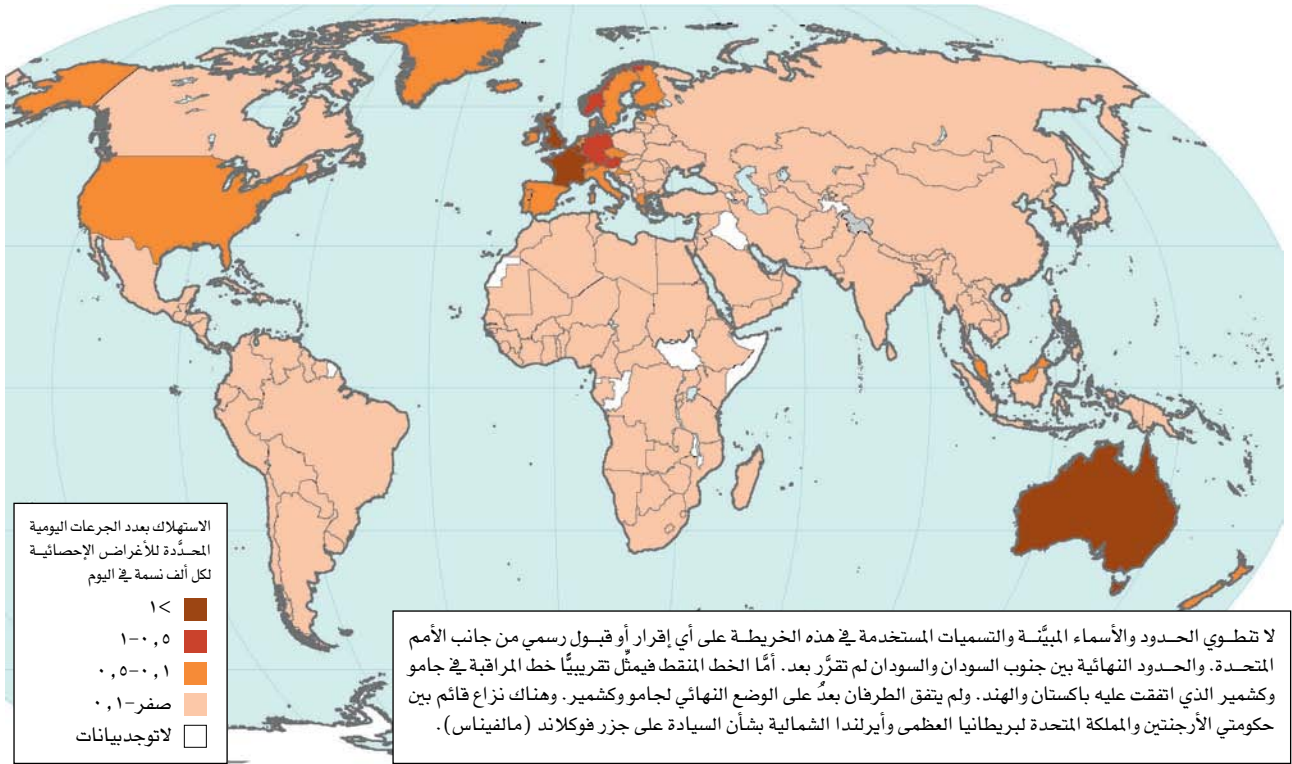 الاستهلاك بعدد الجرعات اليومية
المحدَّدة للأغراض الإحصائية
لكل ألف نسمة في اليوم
>١
٠,٥-١
٠,١-٠,٥
صفر-٠,١
لاتوجدبيانات
لا تنطوي الحدود والأسماء المبيَّنة والتسميات المستخدمة في هذه الخريطة على أي إقرار أو قبول رسمي من جانب الأمم
المتحدة. والحدود النهائية بين جنوب السودان والسودان لم تقرَّر بعد. أمَّا الخط المنقط فيمثِّل تقريبيًّا خط المراقبة في جامو
وكشمير الذي اتفقت عليه باكستان والهند. ولم يتفق الطرفان بعدُ على الوضع النهائي لجامو وكشمير. وهناك نزاع قائم بين
حكومتي الأرجنتين والمملكة المتحدة لبريطانيا العظمى وأيرلندا الشمالية بشأن السيادة على جزر فوكلاند (مالفيناس).